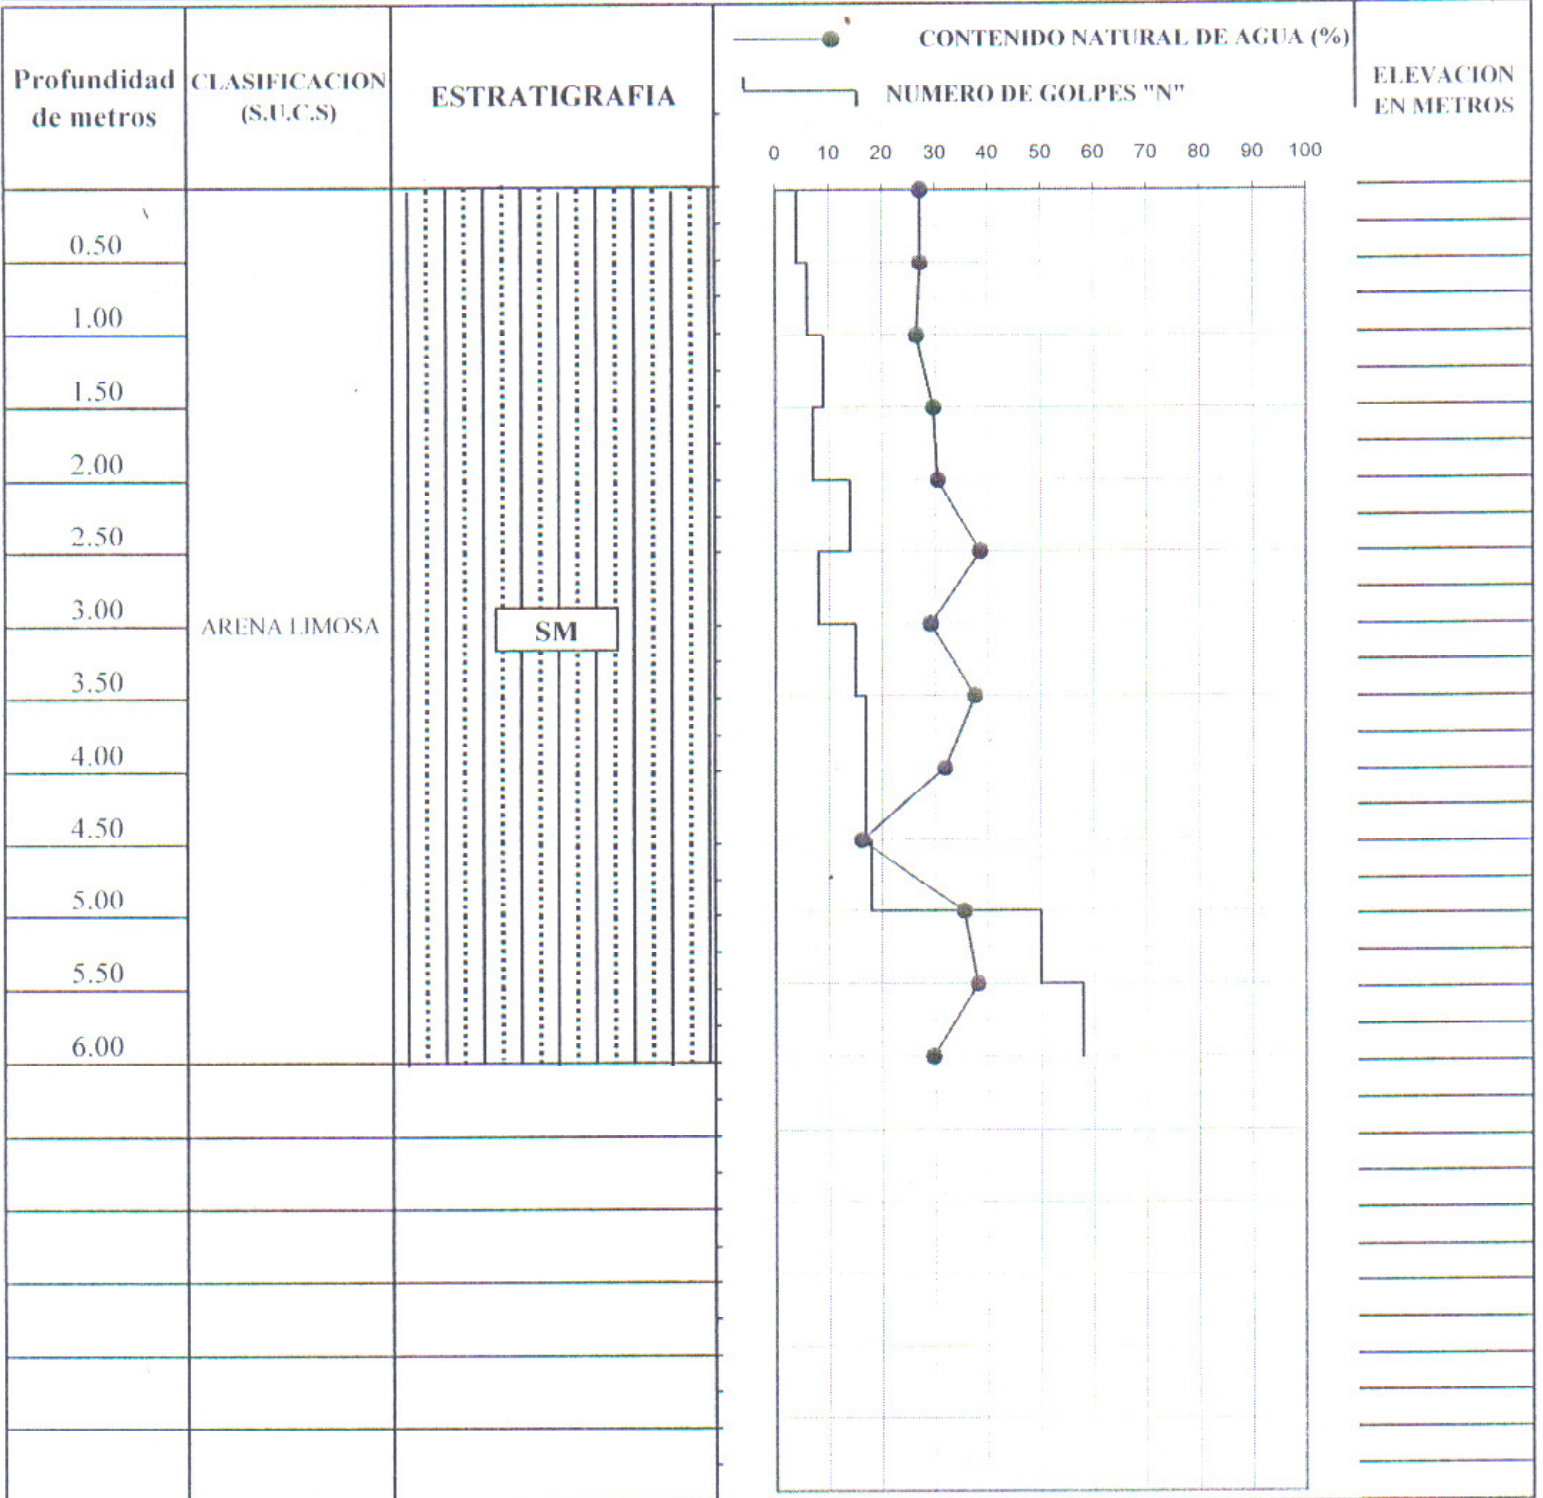 Profundidad
de metros
CLASIFICACION
(S.U.C.S)
ESTRATIGRAFIA
CONTENIDO NATURAL DE AGUA (%)
NUMERO DE GOLPES "N"
ELEVACION
EN METROS
0 10 20 30 40 50 60 70 80 90 100
0.50
1.00
1.50
2.00
2.50
3.00
ARENA LIMOSA
SM
3.50
4.00
4.50
5.00
5.50
6.00